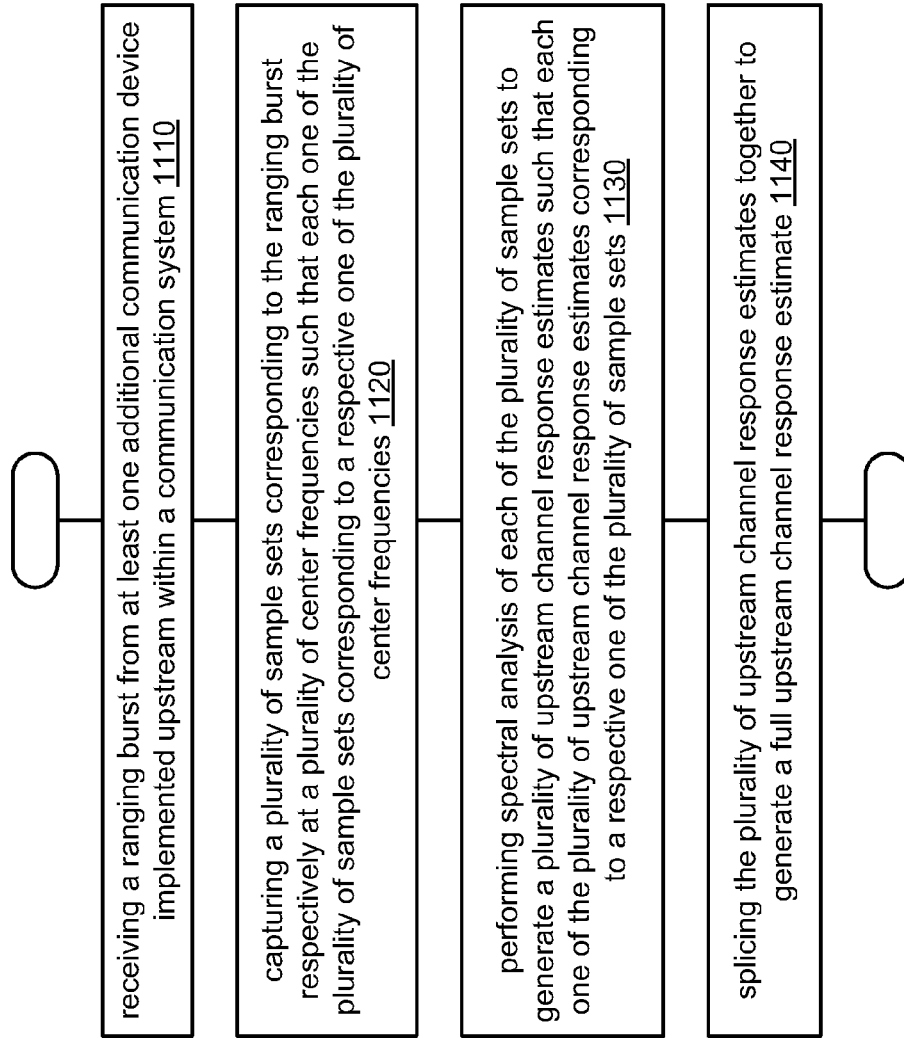 receiving a ranging burst from at least one additional communication device
implemented upstream within a communication system 1110
capturing a plurality of sample sets corresponding to the ranging burst
respectively at a plurality of center frequencies such that each one of the
plurality of sample sets corresponding to a respective one of the plurality of
center frequencies 1120
performing spectral analysis of each of the plurality of sample sets to
generate a plurality of upstream channel response estimates such that each
one of the plurality of upstream channel response estimates corresponding
to a respective one of the plurality of sample sets 1130
splicing the plurality of upstream channel response estimates together to
generate a full upstream channel response estimate 1140